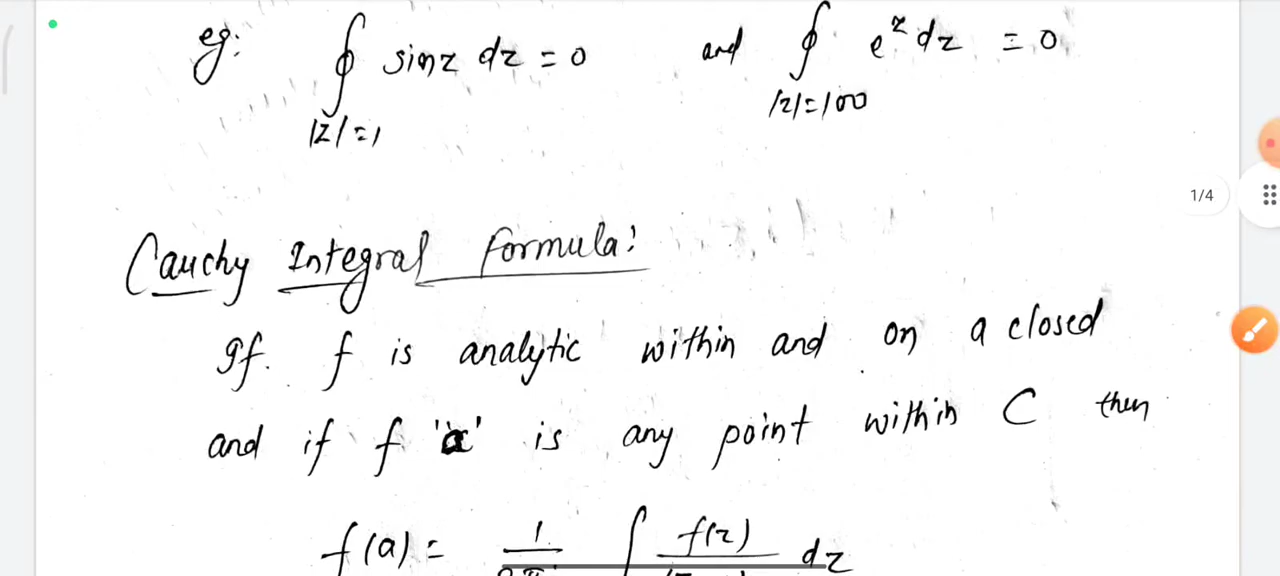 eg: ∮ sinz dz = 0 and ∮ e^z dz = 0
|z|=1 |z|=100
1/4
Cauchy Integral formula:
If f is analytic within and on a closed
and if f 'a' is any point within C then
f(a) = 1 ∫ f(z) dz